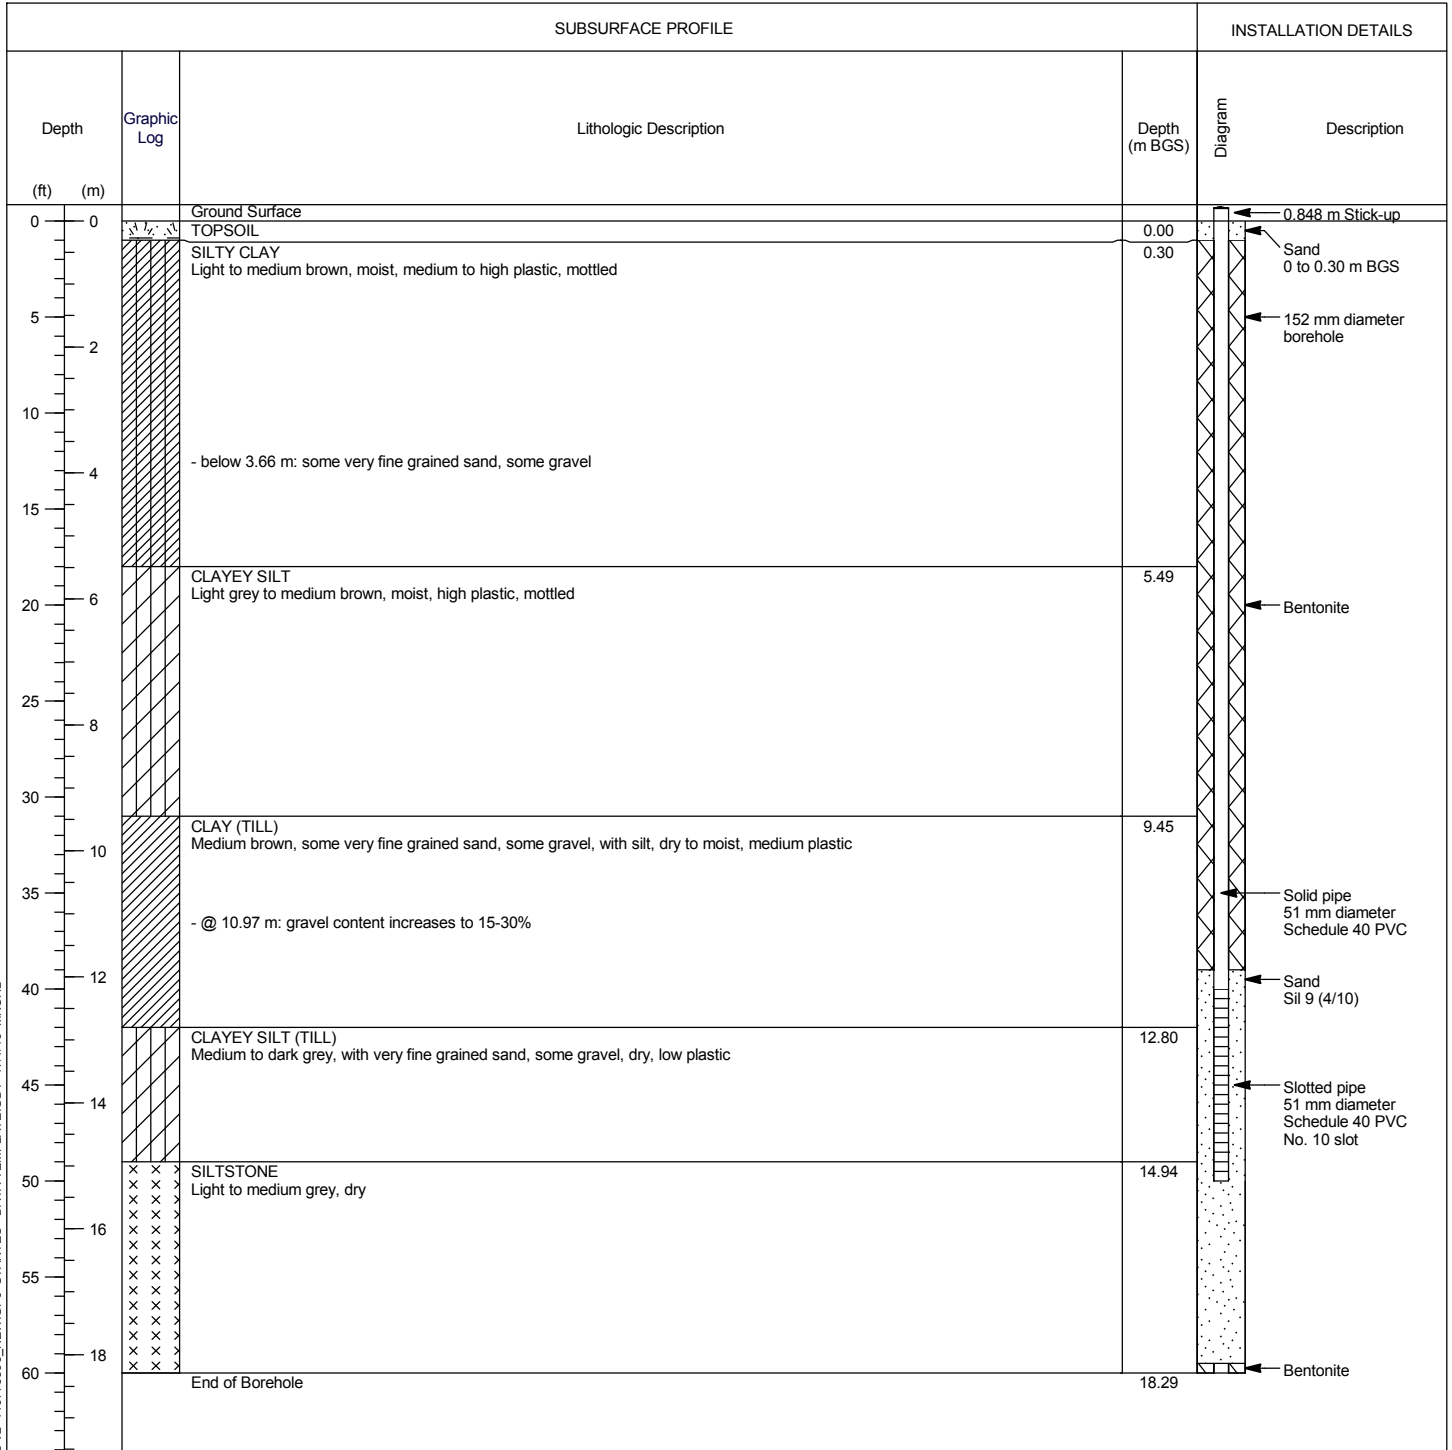 SUBSURFACE PROFILE
INSTALLATION DETAILS
Depth
Graphic
Log
Lithologic Description
Depth
(m BGS)
Diagram
Description
(ft) (m)
Ground Surface
0.848 m Stick-up
0 0
TOPSOIL
0.00
SILTY CLAY
0.30
Light to medium brown, moist, medium to high plastic, mottled
Sand
0 to 0.30 m BGS
5
152 mm diameter
borehole
2
10
- below 3.66 m: some very fine grained sand, some gravel
4
15
CLAYEY SILT
5.49
Light grey to medium brown, moist, high plastic, mottled
6
20
Bentonite
25
8
30
CLAY (TILL)
9.45
Medium brown, some very fine grained sand, some gravel, with silt, dry to moist, medium plastic
10
35
Solid pipe
51 mm diameter
Schedule 40 PVC
- @ 10.97 m: gravel content increases to 15-30%
12
40
Sand
Sil 9 (4/10)
CLAYEY SILT (TILL)
12.80
Medium to dark grey, with very fine grained sand, some gravel, dry, low plastic
45
14
Slotted pipe
51 mm diameter
Schedule 40 PVC
No. 10 slot
SILTSTONE
14.94
Light to medium grey, dry
50
16
55
18
60
Bentonite
End of Borehole
18.29